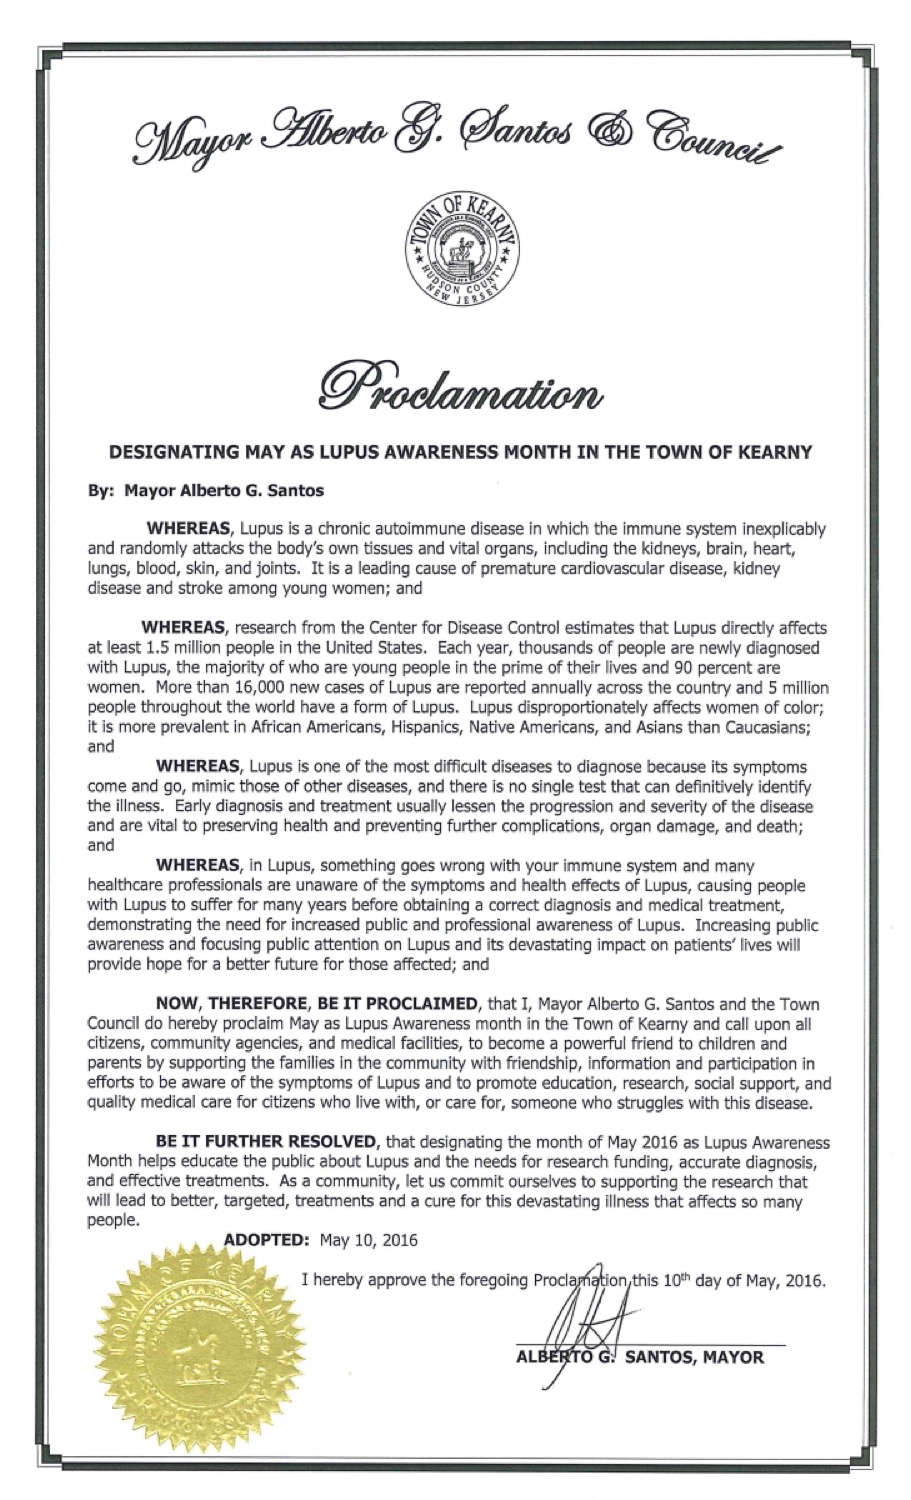 Mayor Alberto G. Santos & Council
TOWN OF KEARNY
HUDSON COUNTY
NEW JERSEY
Proclamation
DESIGNATING MAY AS LUPUS AWARENESS MONTH IN THE TOWN OF KEARNY
By: Mayor Alberto G. Santos
WHEREAS, Lupus is a chronic autoimmune disease in which the immune system inexplicably
and randomly attacks the body's own tissues and vital organs, including the kidneys, brain, heart,
lungs, blood, skin, and joints. It is a leading cause of premature cardiovascular disease, kidney
disease and stroke among young women; and
WHEREAS, research from the Center for Disease Control estimates that Lupus directly affects
at least 1.5 million people in the United States. Each year, thousands of people are newly diagnosed
with Lupus, the majority of who are young people in the prime of their lives and 90 percent are
women. More than 16,000 new cases of Lupus are reported annually across the country and 5 million
people throughout the world have a form of Lupus. Lupus disproportionately affects women of color;
it is more prevalent in African Americans, Hispanics, Native Americans, and Asians than Caucasians;
and
WHEREAS, Lupus is one of the most difficult diseases to diagnose because its symptoms
come and go, mimic those of other diseases, and there is no single test that can definitively identify
the illness. Early diagnosis and treatment usually lessen the progression and severity of the disease
and are vital to preserving health and preventing further complications, organ damage, and death;
and
WHEREAS, in Lupus, something goes wrong with your immune system and many
healthcare professionals are unaware of the symptoms and health effects of Lupus, causing people
with Lupus to suffer for many years before obtaining a correct diagnosis and medical treatment,
demonstrating the need for increased public and professional awareness of Lupus. Increasing public
awareness and focusing public attention on Lupus and its devastating impact on patients' lives will
provide hope for a better future for those affected; and
NOW, THEREFORE, BE IT PROCLAIMED, that I, Mayor Alberto G. Santos and the Town
Council do hereby proclaim May as Lupus Awareness month in the Town of Kearny and call upon all
citizens, community agencies, and medical facilities, to become a powerful friend to children and
parents by supporting the families in the community with friendship, information and participation in
efforts to be aware of the symptoms of Lupus and to promote education, research, social support, and
quality medical care for citizens who live with, or care for, someone who struggles with this disease.
BE IT FURTHER RESOLVED, that designating the month of May 2016 as Lupus Awareness
Month helps educate the public about Lupus and the needs for research funding, accurate diagnosis,
and effective treatments. As a community, let us commit ourselves to supporting the research that
will lead to better, targeted, treatments and a cure for this devastating illness that affects so many
people.
ADOPTED: May 10, 2016
I hereby approve the foregoing Proclamation this 10th day of May, 2016.
ALBERTO G. SANTOS, MAYOR
TOWN OF KEARNY